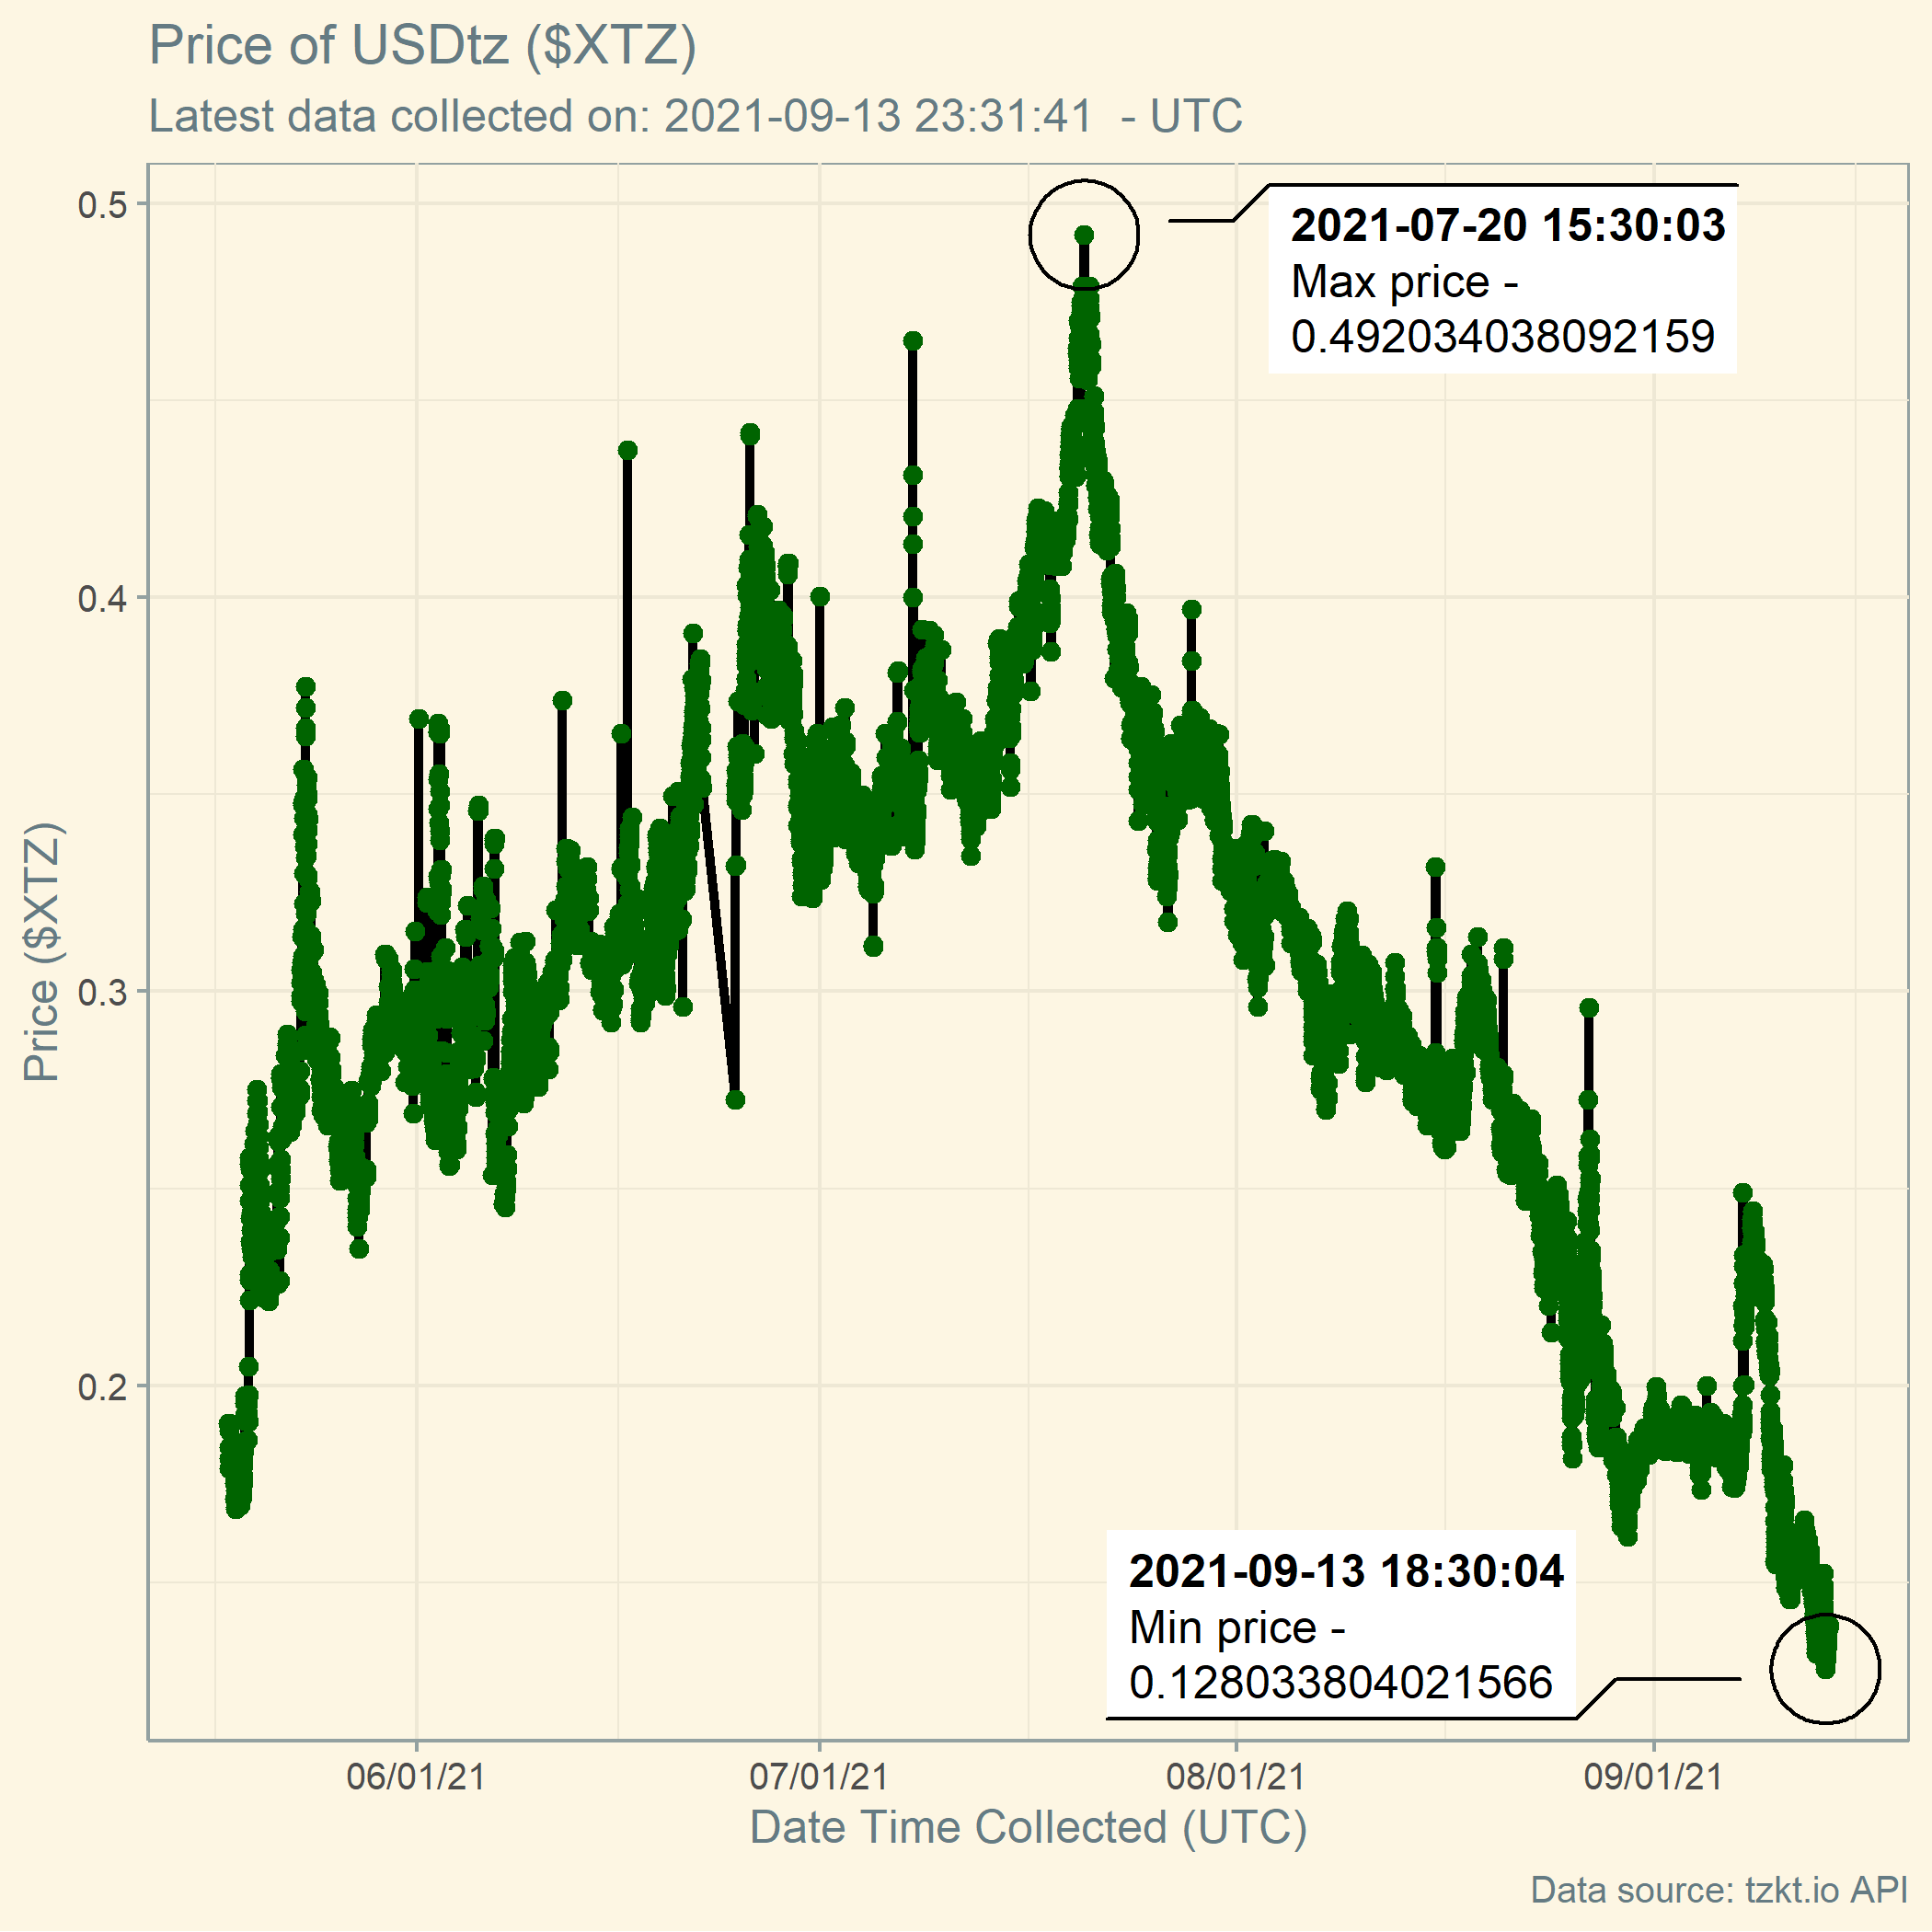 Price of USDtz ($XTZ)
Latest data collected on: 2021-09-13 23:31:41  - UTC
0.5
0.4
0.3
0.2
Price ($XTZ)
2021-07-20 15:30:03
Max price -
0.492034038092159
2021-09-13 18:30:04
Min price -
0.128033804021566
06/01/21
07/01/21
08/01/21
09/01/21
Date Time Collected (UTC)
Data source: tzkt.io API